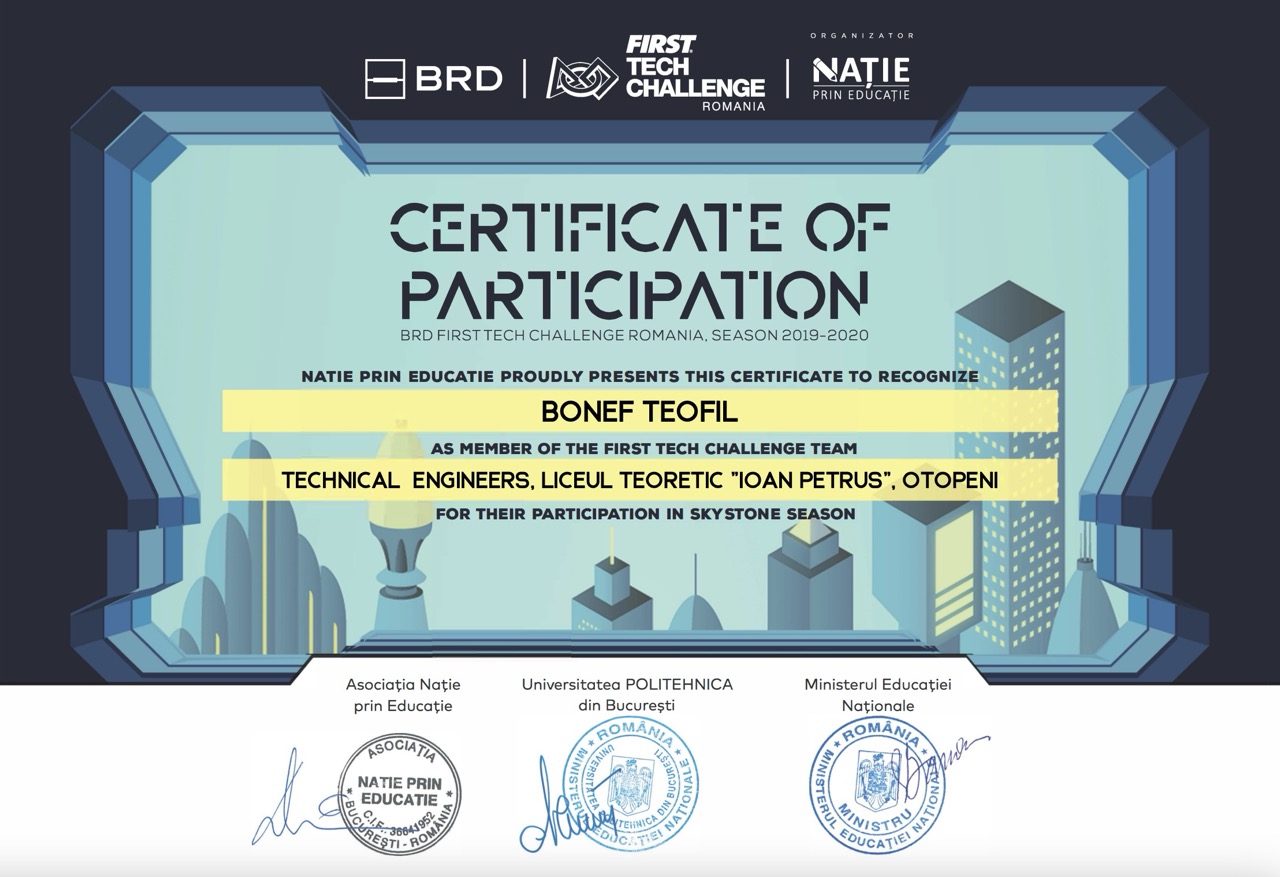 ORGANIZATOR
BRD
FIRST
TECH
CHALLENGE
ROMANIA
NAȚIE
PRIN EDUCAȚIE
CERTIFICATE OF
PARTICIPATION
BRD FIRST TECH CHALLENGE ROMANIA, SEASON 2019-2020
NATIE PRIN EDUCATIE PROUDLY PRESENTS THIS CERTIFICATE TO RECOGNIZE
BONEF TEOFIL
AS MEMBER OF THE FIRST TECH CHALLENGE TEAM
TECHNICAL ENGINEERS, LICEUL TEORETIC "IOAN PETRUS", OTOPENI
FOR THEIR PARTICIPATION IN SKYSTONE SEASON
Asociația Nație
prin Educație
Universitatea POLITEHNICA
din București
Ministerul Educației
Naționale
ASOCIAȚIA
NATIE PRIN
EDUCATIE
C.I.F.: 36641952
BUCUREȘTI - ROMÂNIA
* ROMÂNIA *
MINISTERUL EDUCAȚIEI NAȚIONALE
UNIVERSITATEA POLITEHNICA DIN BUCUREȘTI
* ROMÂNIA *
MINISTERUL EDUCAȚIEI NAȚIONALE
MINISTRU